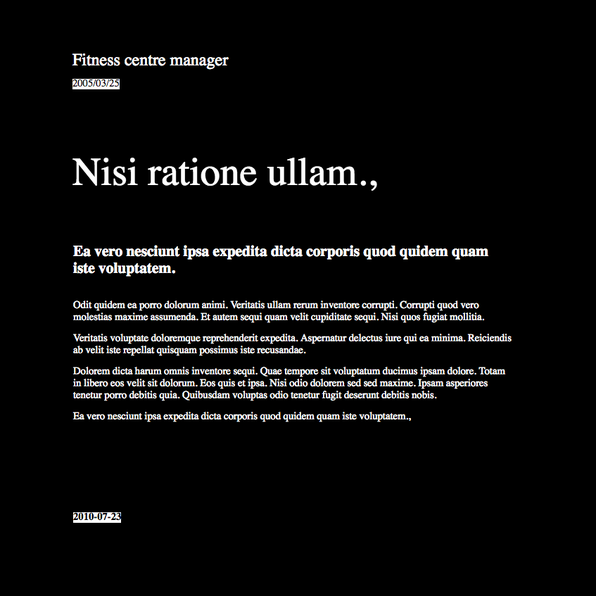 Fitness centre manager
2005/03/25
Nisi ratione ullam.,
Ea vero nesciunt ipsa expedita dicta corporis quod quidem quam
iste voluptatem.
Odit quidem ea porro dolorum animi. Veritatis ullam rerum inventore corrupti. Corrupti quod vero
molestias maxime assumenda. Et autem sequi quam velit cupiditate sequi. Nisi quos fugiat mollitia.
Veritatis voluptate doloremque reprehenderit expedita. Aspernatur delectus iure qui ea minima. Reiciendis
ab velit iste repellat quisquam possimus iste recusandae.
Dolorem dicta harum omnis inventore sequi. Quae tempore sit voluptatum ducimus ipsam dolore. Totam
in libero eos velit sit dolorum. Eos quis et ipsa. Nisi odio dolorem sed sed maxime. Ipsam asperiores
tenetur porro debitis quia. Quibusdam voluptas odio tenetur fugit deserunt debitis nobis.
Ea vero nesciunt ipsa expedita dicta corporis quod quidem quam iste voluptatem.,
2010-07-23